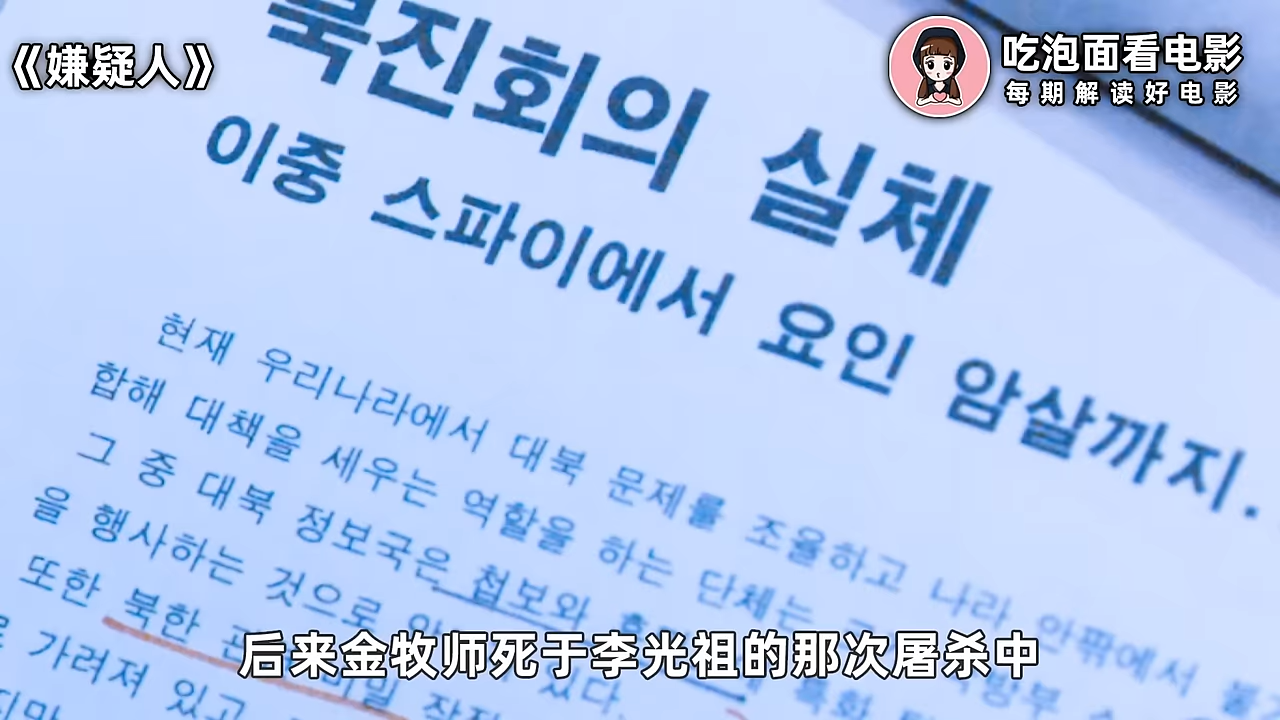 《嫌疑人》
吃泡面看电影
每期解读好电影
북진회의 실체
이중 스파이에서 요인 암살까지.
현재 우리나라에서 대북 문제를 조율하고 나라 안팎에서
합해 대책을 세우는 역할을 하는 단체는
그 중 대북 정보국은 첩보와
을 행사하는 것으로
또한 북한
가려져 있고
后来金牧师死于李光祖的那次屠杀中